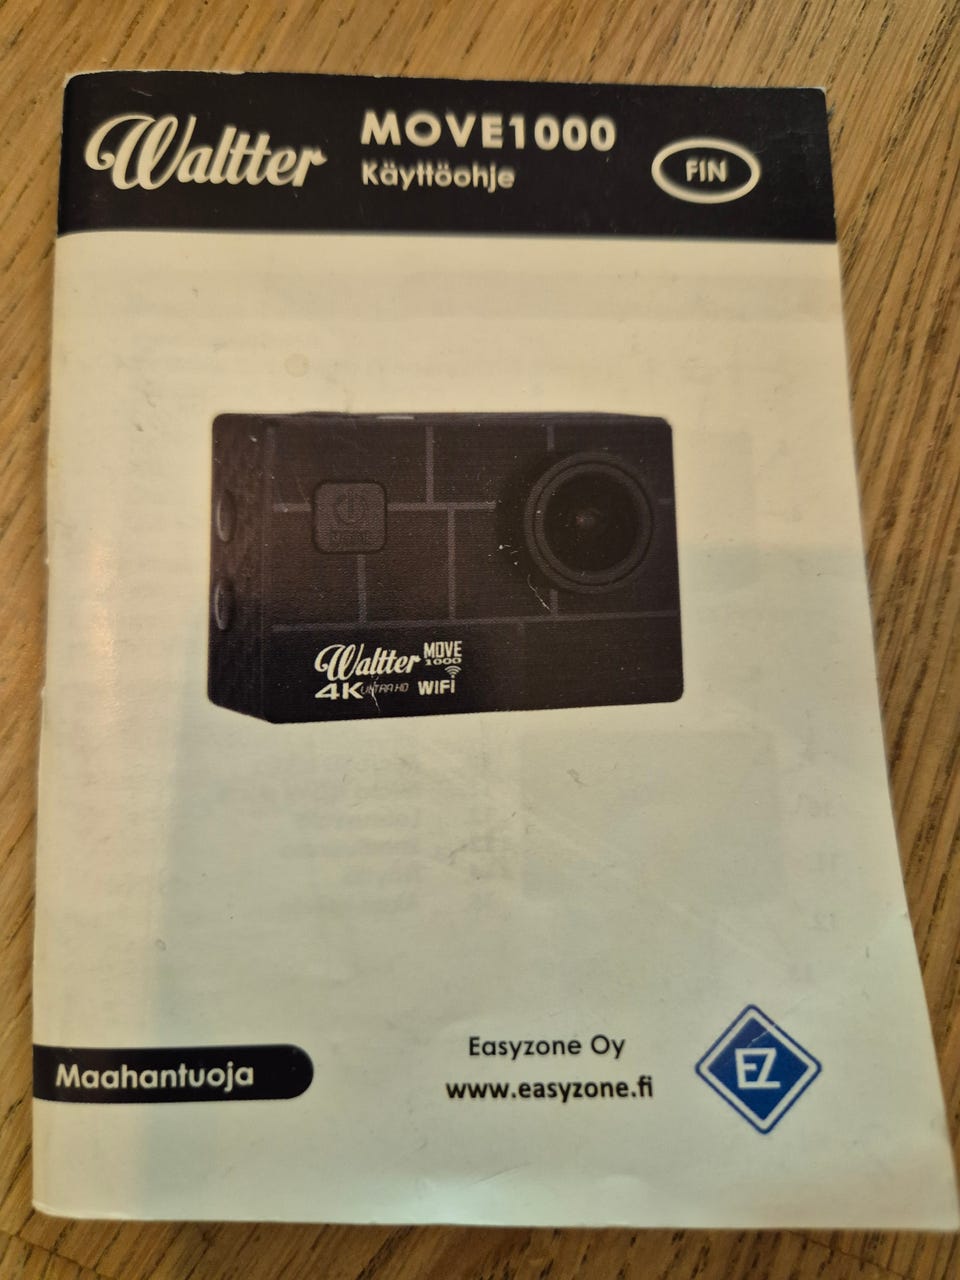 Waltter
MOVE1000
Käyttöohje
FIN
Waltter MOVE
1000
4K ULTRA HD WiFi
Maahantuoja
Easyzone Oy
www.easyzone.fi
EZ